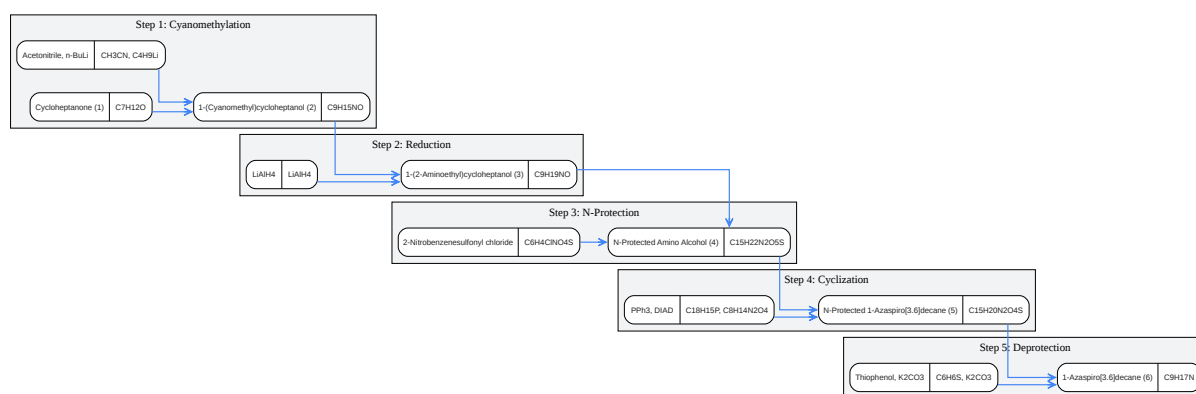 Step 1: Cyanomethylation
Acetonitrile, n-BuLi CH3CN, C4H9Li
Cycloheptanone (1) C7H12O 1-(Cyanomethyl)cycloheptanol (2) C9H15NO
Step 2: Reduction
LiAlH4 LiAlH4 1-(2-Aminoethyl)cycloheptanol (3) C9H19NO
Step 3: N-Protection
2-Nitrobenzenesulfonyl chloride C6H4ClNO4S N-Protected Amino Alcohol (4) C15H22N2O5S
Step 4: Cyclization
PPh3, DIAD C18H15P, C8H14N2O4 N-Protected 1-Azaspiro[3.6]decane (5) C15H20N2O4S
Step 5: Deprotection
Thiophenol, K2CO3 C6H6S, K2CO3 1-Azaspiro[3.6]decane (6) C9H17N